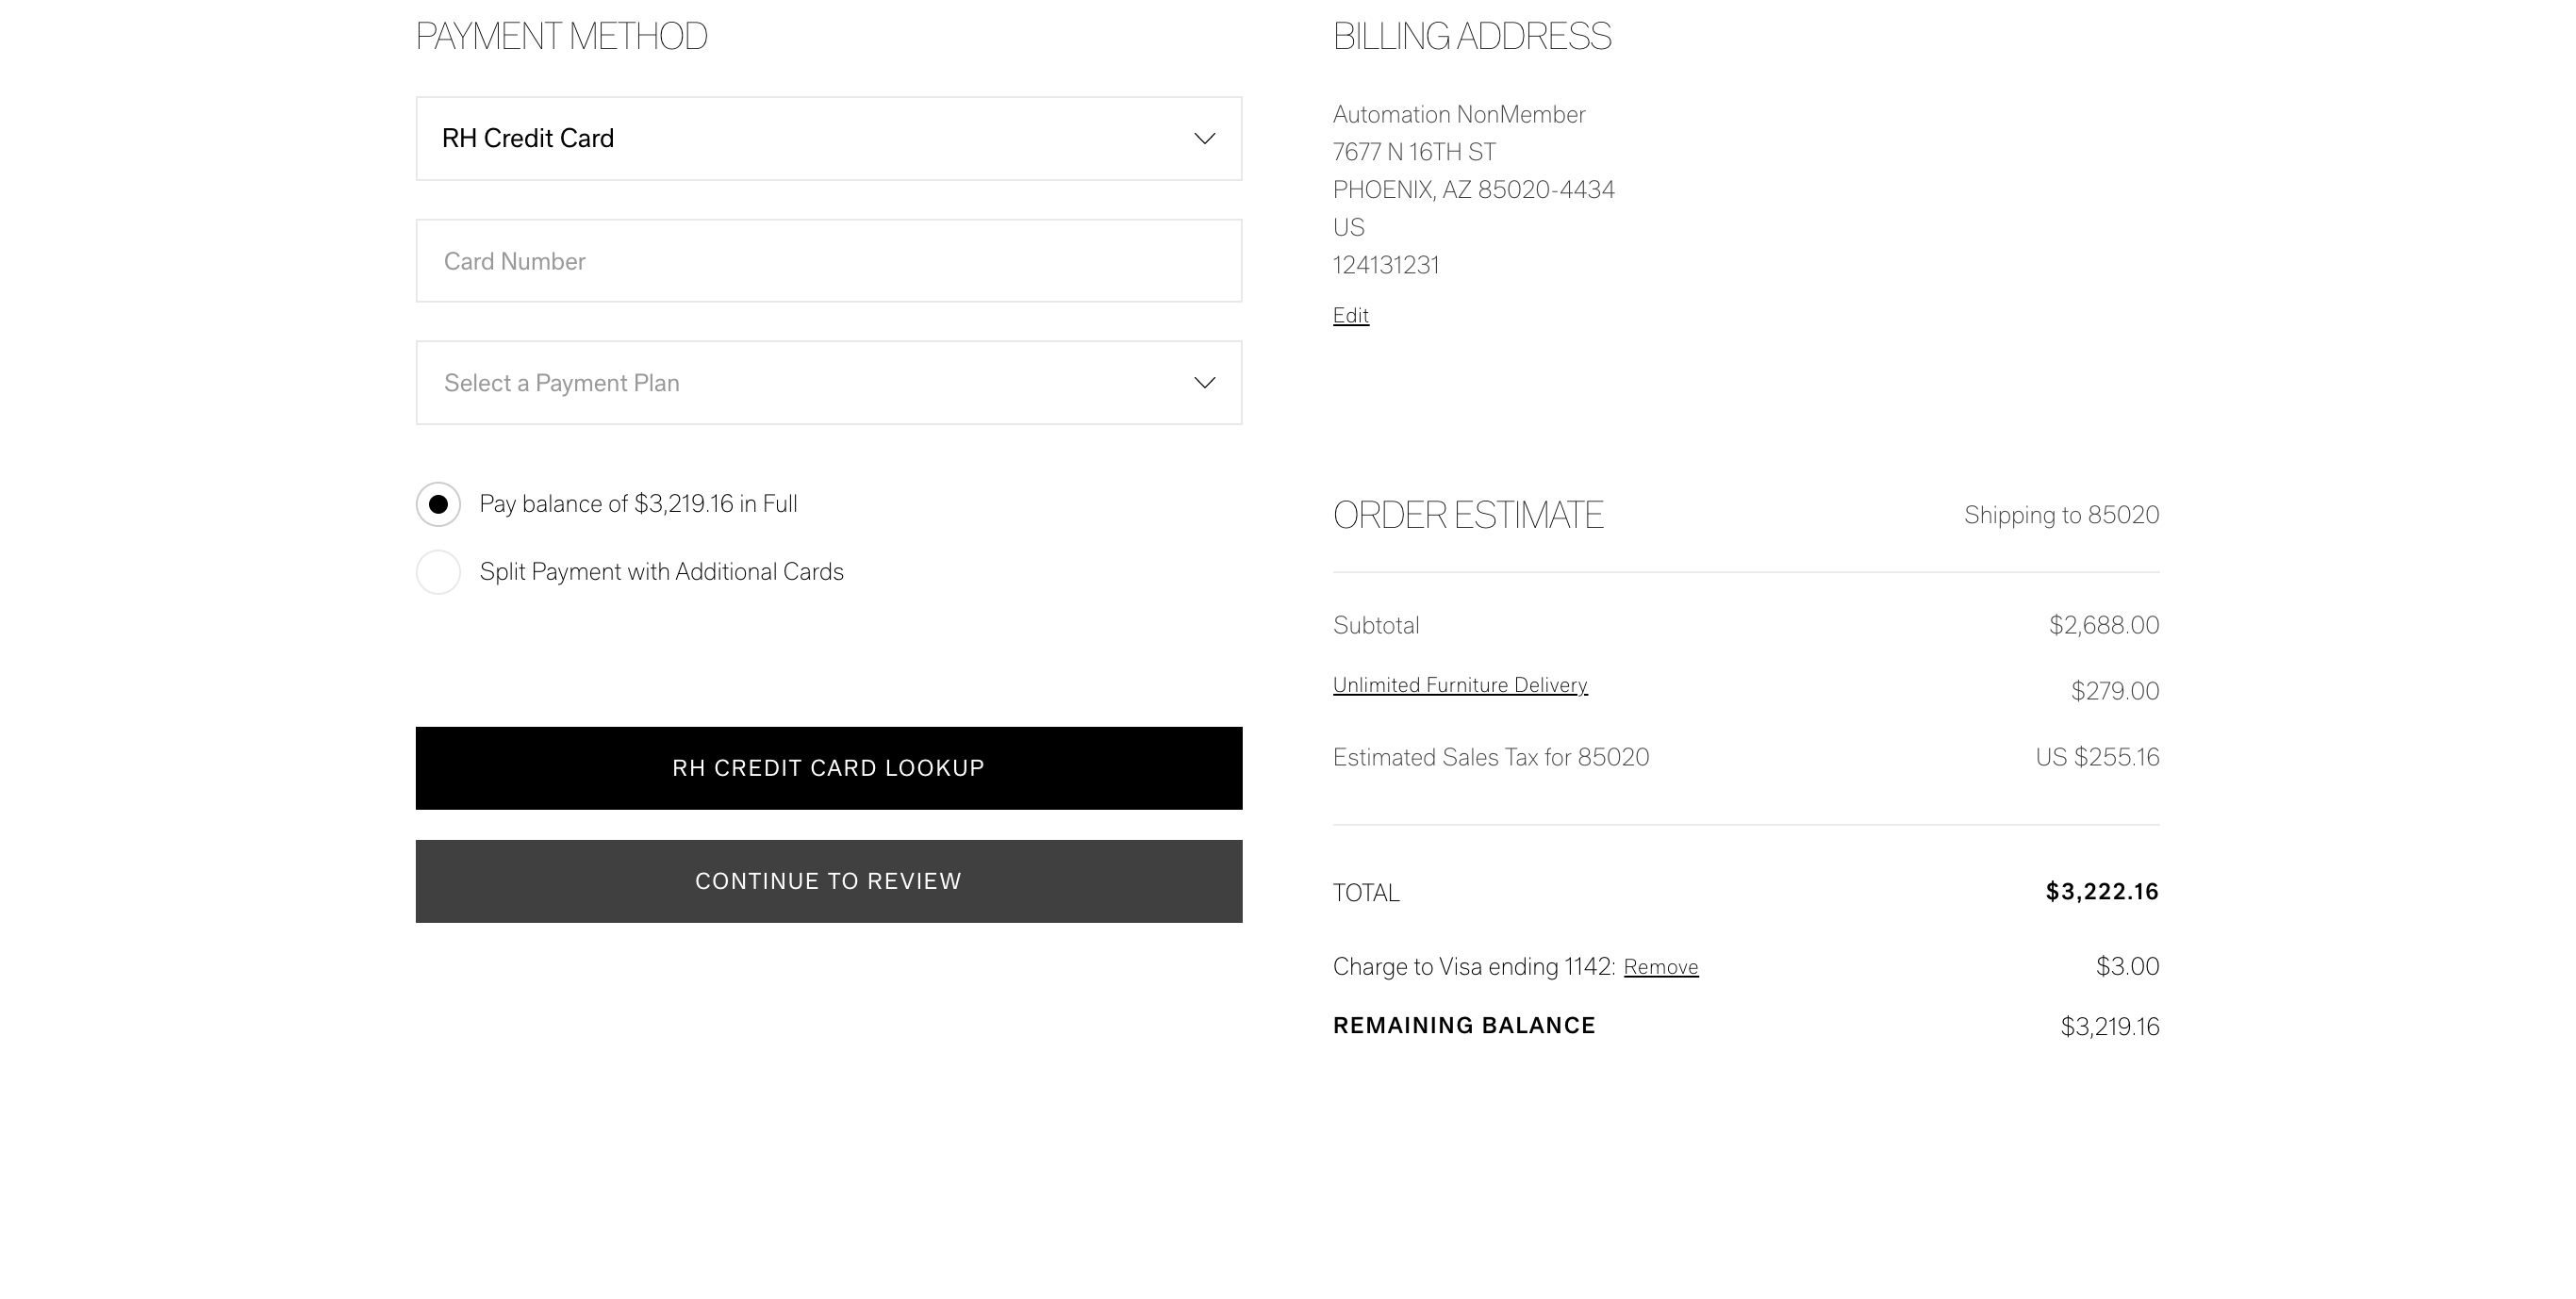 PAYMENT METHOD
RH Credit Card
Card Number
Select a Payment Plan
Pay balance of $3,219.16 in Full
Split Payment with Additional Cards
RH CREDIT CARD LOOKUP
CONTINUE TO REVIEW
BILLING ADDRESS
Automation NonMember
7677 N 16TH ST
PHOENIX, AZ 85020-4434
US
124131231
Edit
ORDER ESTIMATE Shipping to 85020
Subtotal $2,688.00
Unlimited Furniture Delivery $279.00
Estimated Sales Tax for 85020 US $255.16
TOTAL $3,222.16
Charge to Visa ending 1142: Remove $3.00
REMAINING BALANCE $3,219.16